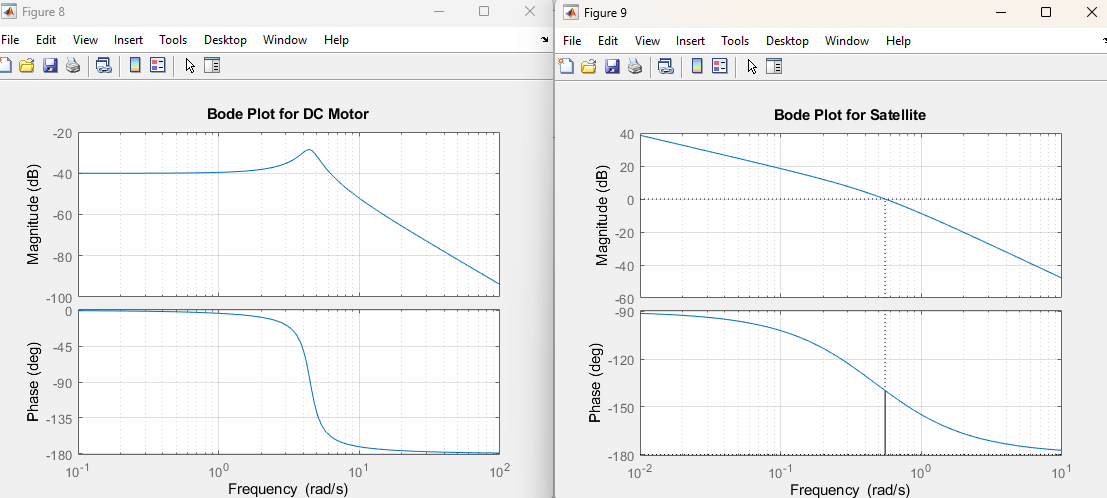 Figure 8
File Edit View Insert Tools Desktop Window Help
Bode Plot for DC Motor
Magnitude (dB)
-20
-40
-60
-80
-100
Phase (deg)
0
-45
-90
-135
-180
10^-1 10^0 10^1 10^2
Frequency (rad/s)
Figure 9
File Edit View Insert Tools Desktop Window Help
Bode Plot for Satellite
Magnitude (dB)
40
20
0
-20
-40
-60
Phase (deg)
-90
-120
-150
-180
10^-2 10^-1 10^0 10^1
Frequency (rad/s)